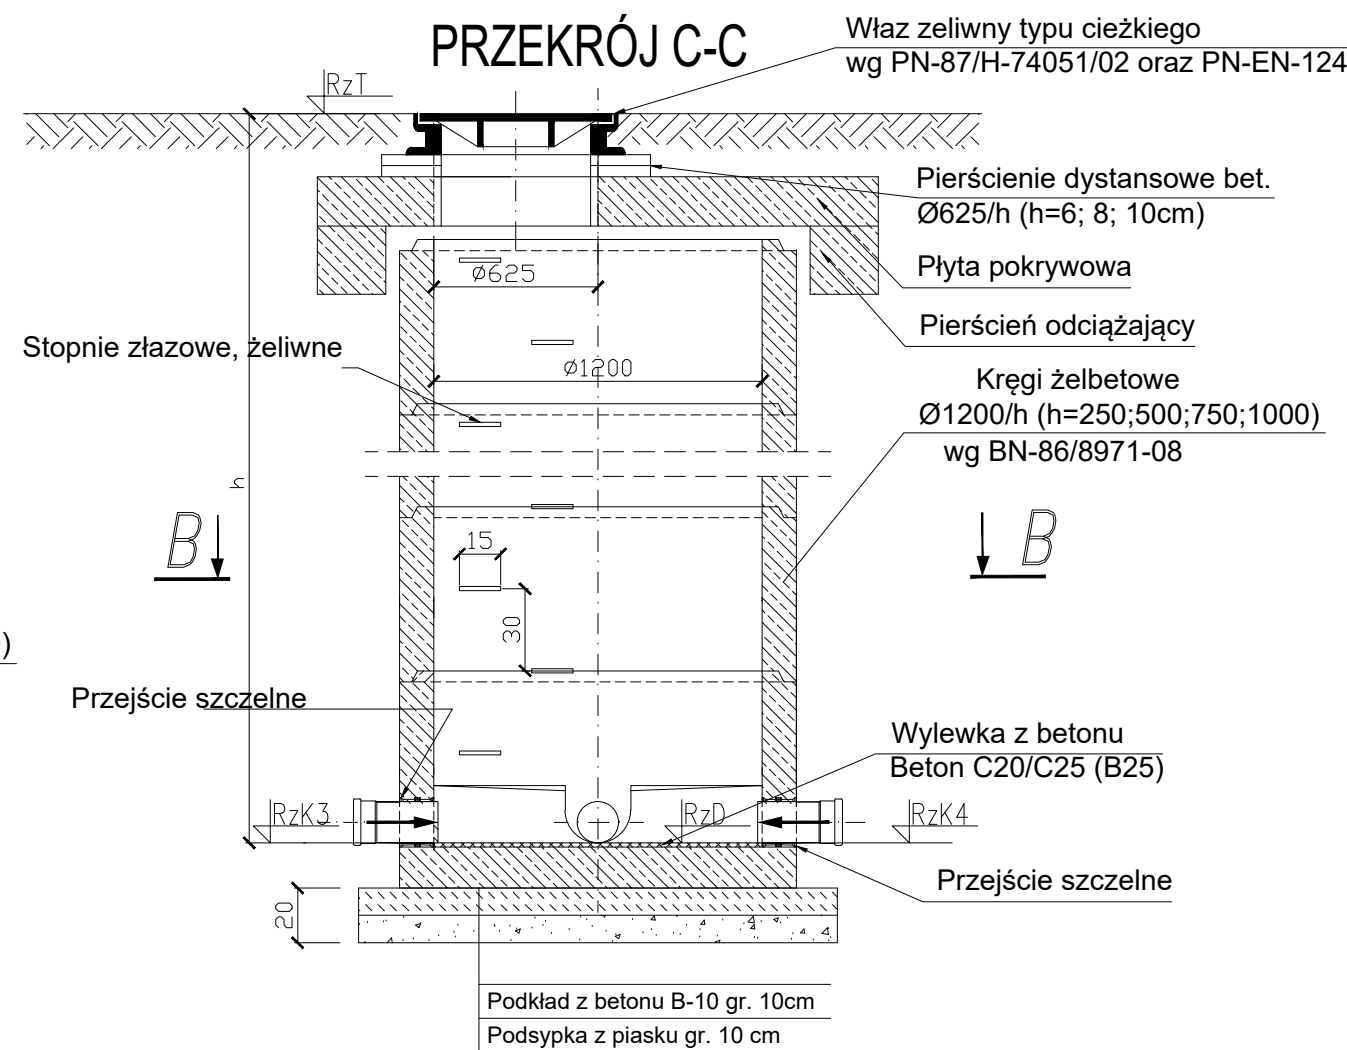 PRZEKRÓJ C-C
Właz zeliwny typu cieżkiego
wg PN-87/H-74051/02 oraz PN-EN-124
RzT
Pierścienie dystansowe bet.
Ø625/h (h=6; 8; 10cm)
Płyta pokrywowa
Ø625
Pierścień odciążający
Stopnie złazowe, żeliwne
Ø1200
Kręgi żelbetowe
Ø1200/h (h=250;500;750;1000)
wg BN-86/8971-08
h
B
B
15
30
)
Przejście szczelne
Wylewka z betonu
Beton C20/C25 (B25)
RzK3
RzD
RzK4
Przejście szczelne
20
Podkład z betonu B-10 gr. 10cm
Podsypka z piasku gr. 10 cm